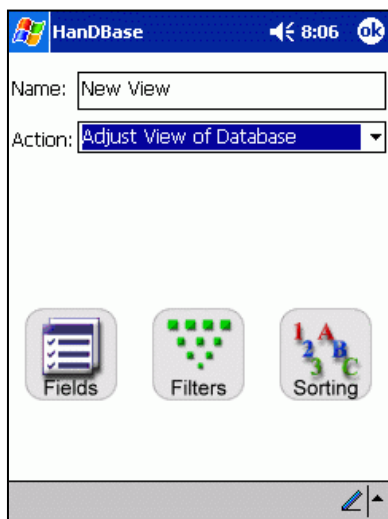 HanDBase 8:06 ok
Name: New View
Action: Adjust View of Database
Fields Filters Sorting